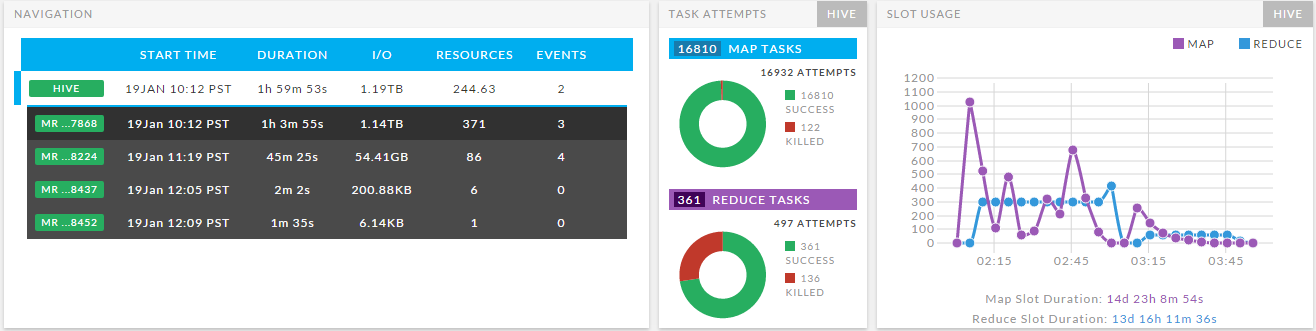 NAVIGATION
START TIME DURATION I/O RESOURCES EVENTS
HIVE 19JAN 10:12 PST 1h 59m 53s 1.19TB 244.63 2
MR ...7868 19Jan 10:12 PST 1h 3m 55s 1.14TB 371 3
MR ...8224 19Jan 11:19 PST 45m 25s 54.41GB 86 4
MR ...8437 19Jan 12:05 PST 2m 2s 200.88KB 6 0
MR ...8452 19Jan 12:09 PST 1m 35s 6.14KB 1 0
TASK ATTEMPTS HIVE
16810 MAP TASKS
16932 ATTEMPTS
16810
SUCCESS
122
KILLED
361 REDUCE TASKS
497 ATTEMPTS
361
SUCCESS
136
KILLED
SLOT USAGE HIVE
MAP REDUCE
1200
1100
1000
900
800
700
600
500
400
300
200
100
0
02:15 02:45 03:15 03:45
Map Slot Duration: 14d 23h 8m 54s
Reduce Slot Duration: 13d 16h 11m 36s